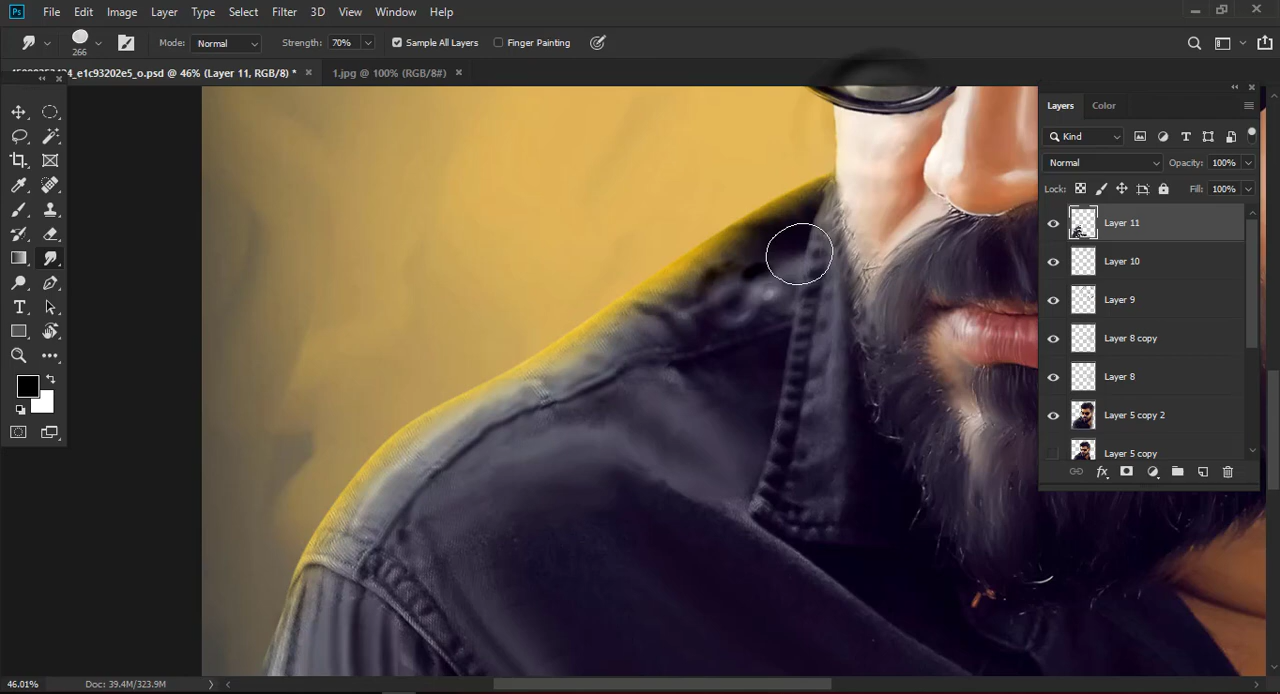 Ps File Edit Image Layer Type Select Filter 3D View Window Help
266 Mode: Normal Strength: 70% Sample All Layers Finger Painting
_e1c93202e5_o.psd @ 46% (Layer 11, RGB/8) * 1.jpg @ 100% (RGB/8#)
Layers Color
Kind
Normal Opacity: 100%
Lock: Fill: 100%
Layer 11
Layer 10
Layer 9
Layer 8 copy
Layer 8
Layer 5 copy 2
Layer 5 copy
fx
46.01% Doc: 39.4M/323.9M